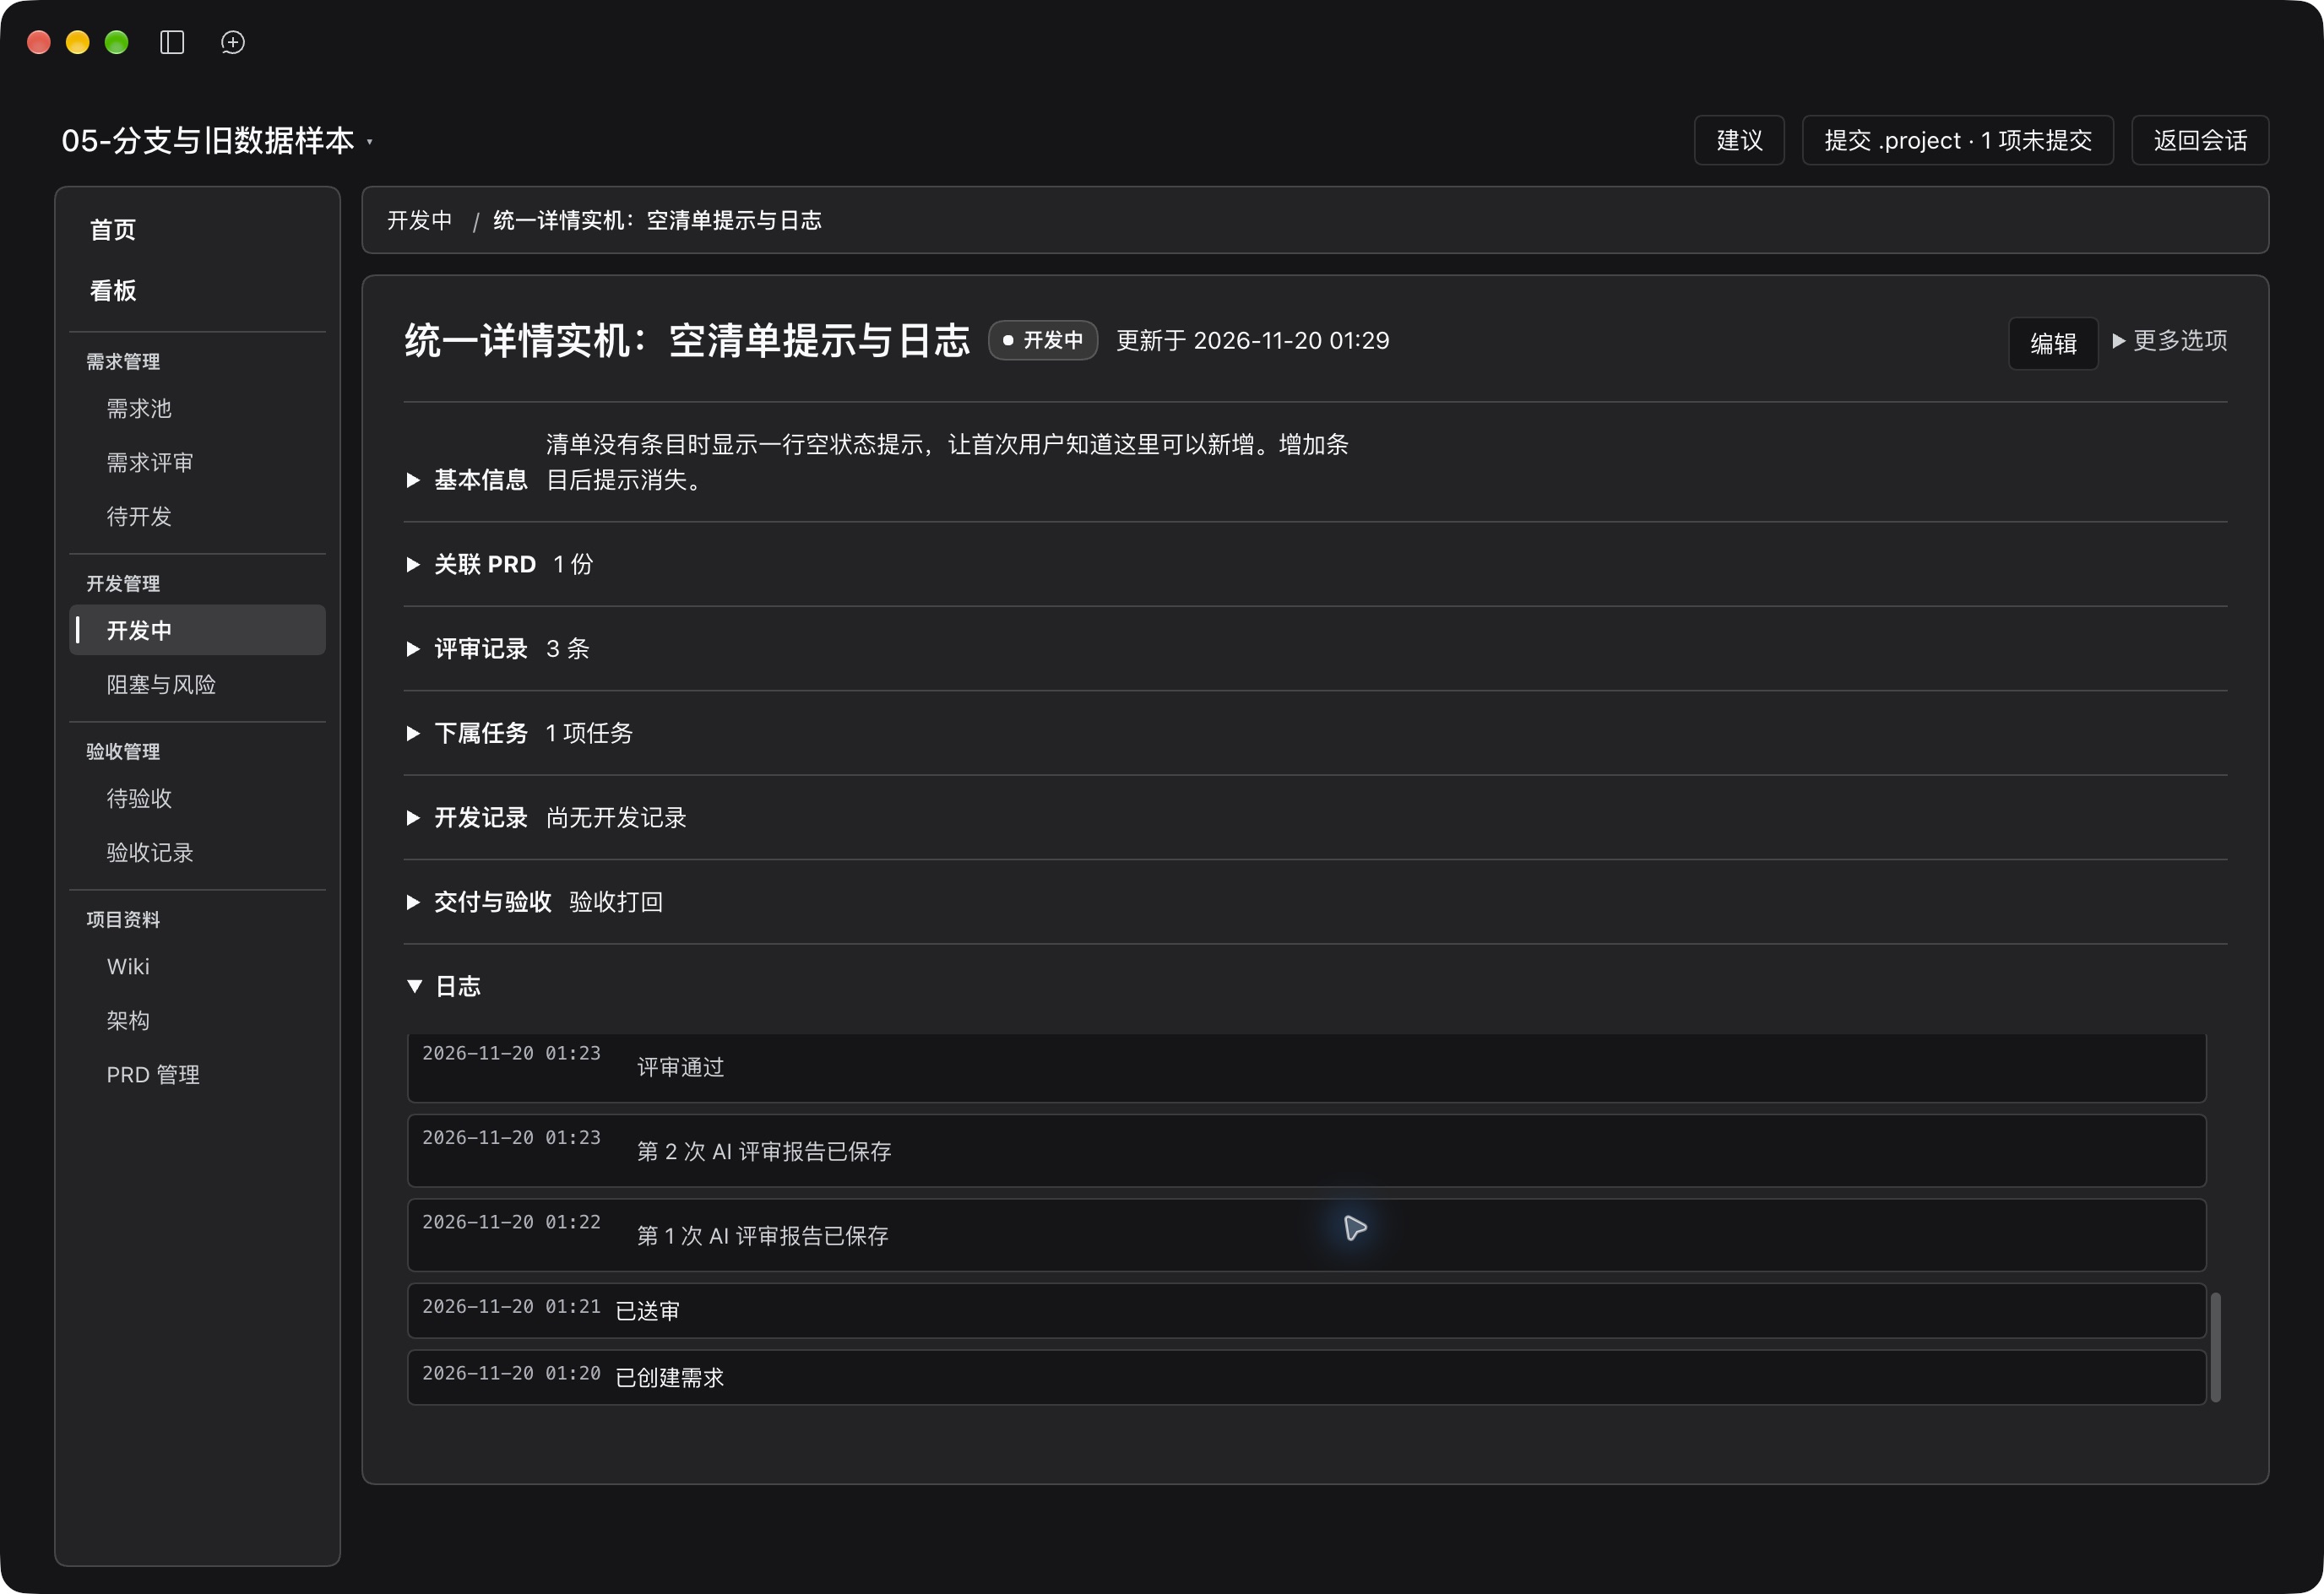 05-分支与旧数据样本
建议
提交 .project · 1 项未提交
返回会话
首页
看板
需求管理
需求池
需求评审
待开发
开发管理
开发中
阻塞与风险
验收管理
待验收
验收记录
项目资料
Wiki
架构
PRD 管理
开发中 / 统一详情实机：空清单提示与日志
统一详情实机：空清单提示与日志
开发中
更新于 2026-11-20 01:29
编辑
更多选项
基本信息
清单没有条目时显示一行空状态提示，让首次用户知道这里可以新增。增加条
目后提示消失。
关联 PRD 1 份
评审记录 3 条
下属任务 1 项任务
开发记录 尚无开发记录
交付与验收 验收打回
日志
2026-11-20 01:23 评审通过
2026-11-20 01:23 第 2 次 AI 评审报告已保存
2026-11-20 01:22 第 1 次 AI 评审报告已保存
2026-11-20 01:21 已送审
2026-11-20 01:20 已创建需求